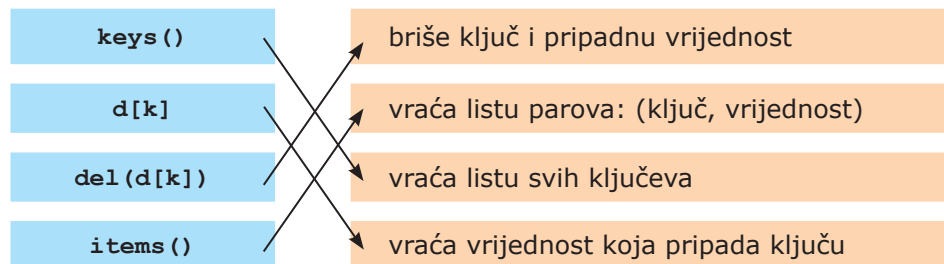 keys()
briše ključ i pripadnu vrijednost
d[k]
vraća listu parova: (ključ, vrijednost)
del(d[k])
vraća listu svih ključeva
items()
vraća vrijednost koja pripada ključu